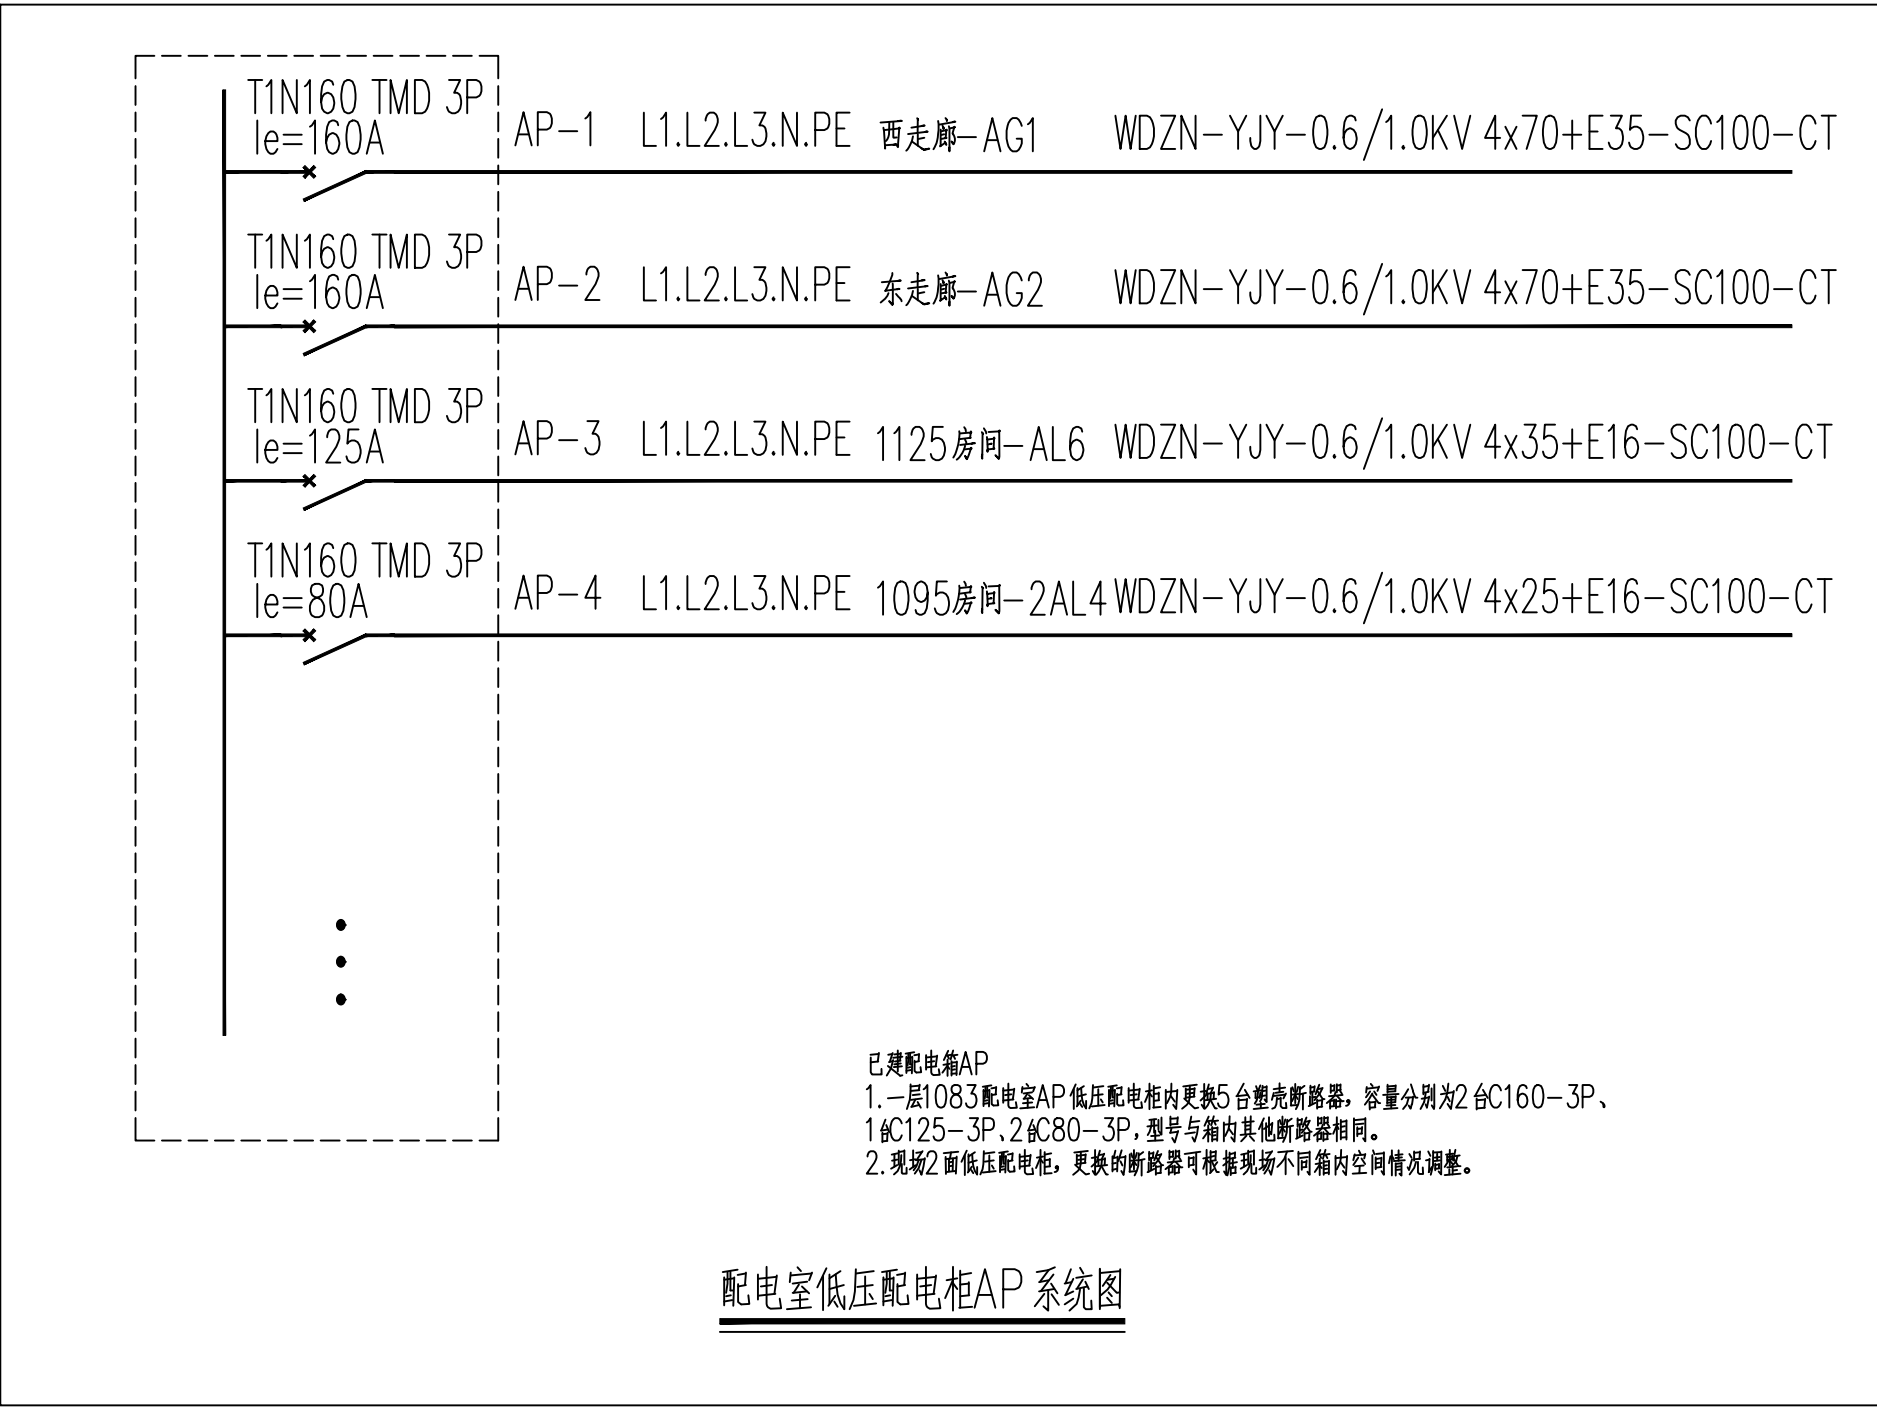 T1N160 TMD 3P
Ie=160A
AP-1 L1.L2.L3.N.PE 西走廊-AG1 WDZN-YJY-0.6/1.0KV 4x70+E35-SC100-CT
T1N160 TMD 3P
Ie=160A
AP-2 L1.L2.L3.N.PE 东走廊-AG2 WDZN-YJY-0.6/1.0KV 4x70+E35-SC100-CT
T1N160 TMD 3P
Ie=125A
AP-3 L1.L2.L3.N.PE 1125房间-AL6 WDZN-YJY-0.6/1.0KV 4x35+E16-SC100-CT
T1N160 TMD 3P
Ie=80A
AP-4 L1.L2.L3.N.PE 1095房间-2AL4 WDZN-YJY-0.6/1.0KV 4x25+E16-SC100-CT
已建配电箱AP
1.一层1083配电室AP低压配电柜内更换5台塑壳断路器，容量分别为2台C160-3P、
1台C125-3P、2台C80-3P，型号与箱内其他断路器相同。
2.现场2面低压配电柜，更换的断路器可根据现场不同箱内空间情况调整。
配电室低压配电柜AP系统图